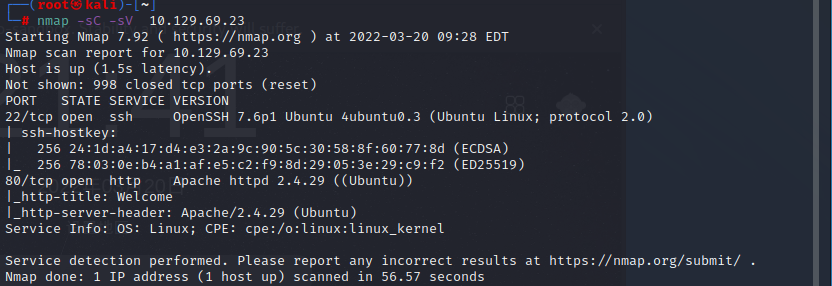 ┌──(root㉿kali)-[~]
└─# nmap -sC -sV  10.129.69.23
Starting Nmap 7.92 ( https://nmap.org ) at 2022-03-20 09:28 EDT
Nmap scan report for 10.129.69.23
Host is up (1.5s latency).
Not shown: 998 closed tcp ports (reset)
PORT   STATE SERVICE VERSION
22/tcp open  ssh     OpenSSH 7.6p1 Ubuntu 4ubuntu0.3 (Ubuntu Linux; protocol 2.0)
| ssh-hostkey:
|   256 24:1d:a4:17:d4:e3:2a:9c:90:5c:30:58:8f:60:77:8d (ECDSA)
|_  256 78:03:0e:b4:a1:af:e5:c2:f9:8d:29:05:3e:29:c9:f2 (ED25519)
80/tcp open  http    Apache httpd 2.4.29 ((Ubuntu))
|_http-title: Welcome
|_http-server-header: Apache/2.4.29 (Ubuntu)
Service Info: OS: Linux; CPE: cpe:/o:linux:linux_kernel

Service detection performed. Please report any incorrect results at https://nmap.org/submit/ .
Nmap done: 1 IP address (1 host up) scanned in 56.57 seconds